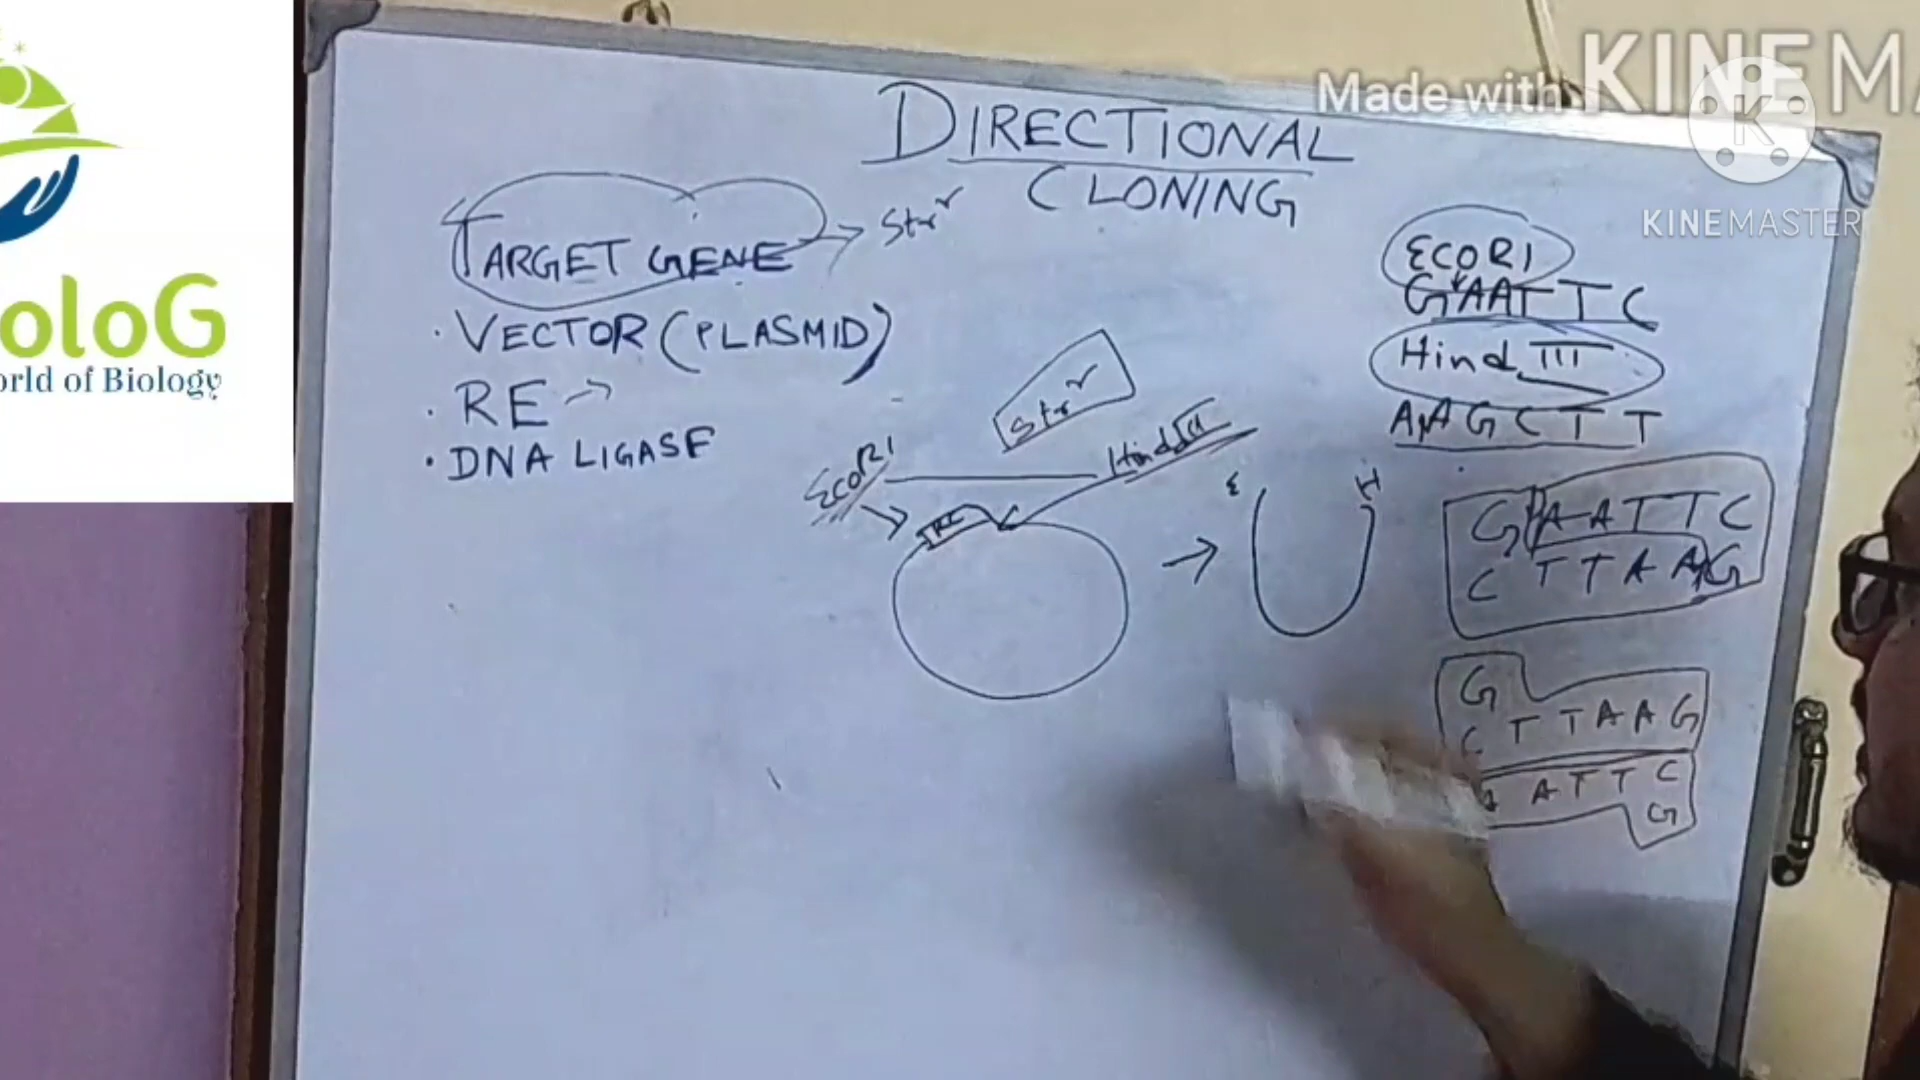 Made with KINEMA
KINEMASTER
oloG
orld of Biology
DIRECTIONAL
CLONING
TARGET GENE → Str r
· VECTOR (PLASMID)
· RE →
· DNA LIGASE
ECORI
GAATTC
Hind III
AAGCTT
Str r
ECORI
Hind III
E H
GAATTC
CTTAAG
G
CTTAAG
AATTC
G